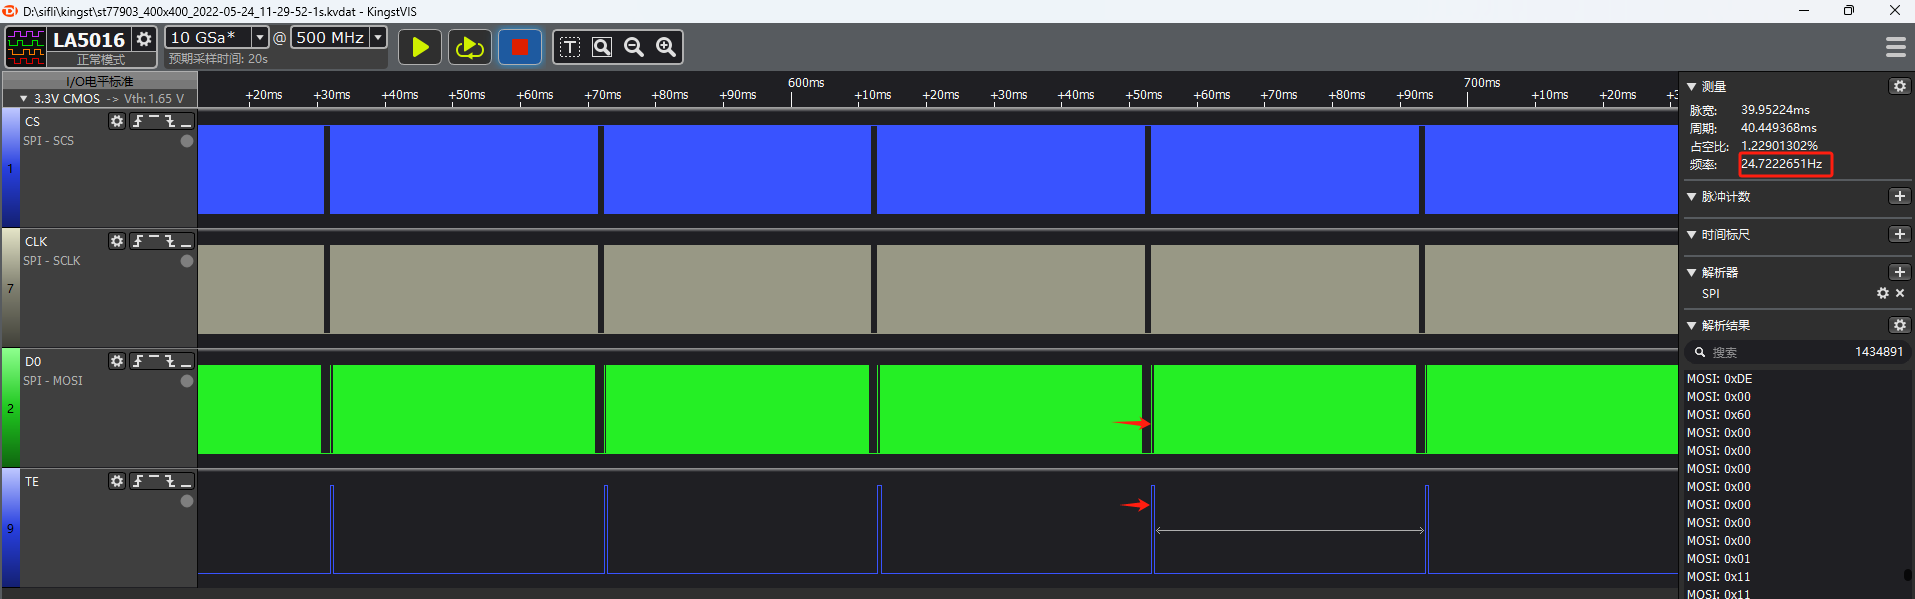 D:\sifli\kingst\st77903_400x400_2022-05-24_11-29-52-1s.kvdat - KingstVIS
LA5016
正常模式
10 GSa* @ 500 MHz
预期采样时间: 20s
I/O电平标准
3.3V CMOS -> Vth: 1.65 V
600ms 700ms
+20ms +30ms +40ms +50ms +60ms +70ms +80ms +90ms +10ms +20ms +30ms +40ms +50ms +60ms +70ms +80ms +90ms +10ms +20ms
CS
SPI - SCS
1
CLK
SPI - SCLK
7
D0
SPI - MOSI
2
TE
9
测量
脉宽: 39.95224ms
周期: 40.449368ms
占空比: 1.22901302%
频率: 24.7222651Hz
脉冲计数
时间标尺
解析器
SPI
解析结果
搜索 1434891
MOSI: 0xDE
MOSI: 0x00
MOSI: 0x60
MOSI: 0x00
MOSI: 0x00
MOSI: 0x00
MOSI: 0x00
MOSI: 0x00
MOSI: 0x00
MOSI: 0x00
MOSI: 0x01
MOSI: 0x11
MOSI: 0x11